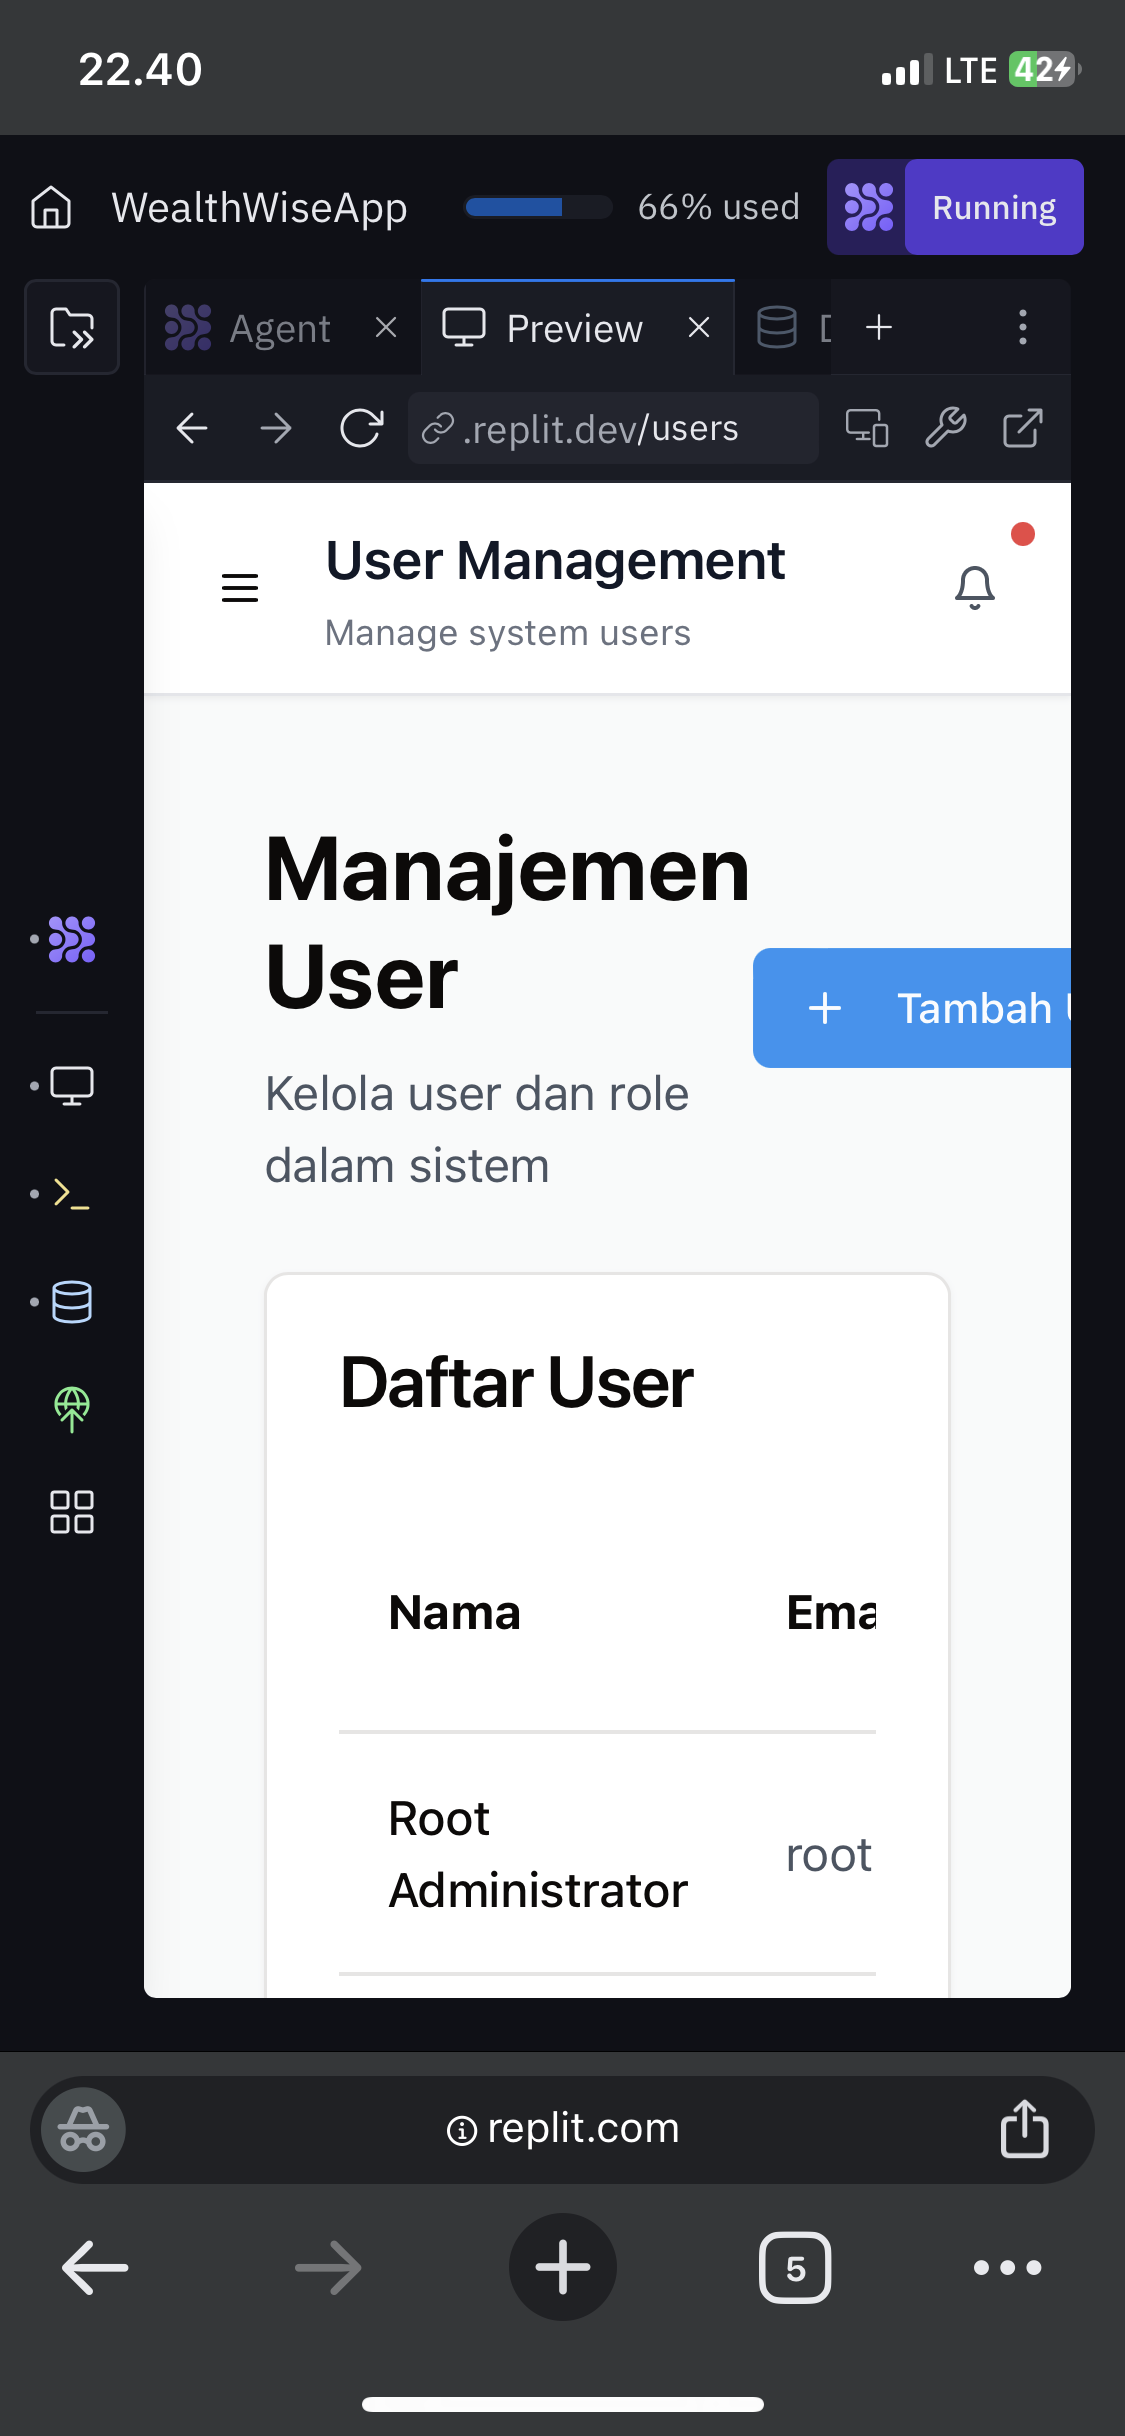 22.40
LTE 42
WealthWiseApp 66% used Running
Agent Preview
.replit.dev/users
User Management
Manage system users
Manajemen
User
Tambah
Kelola user dan role
dalam sistem
Daftar User
Nama Ema
Root
Administrator
root
replit.com
5